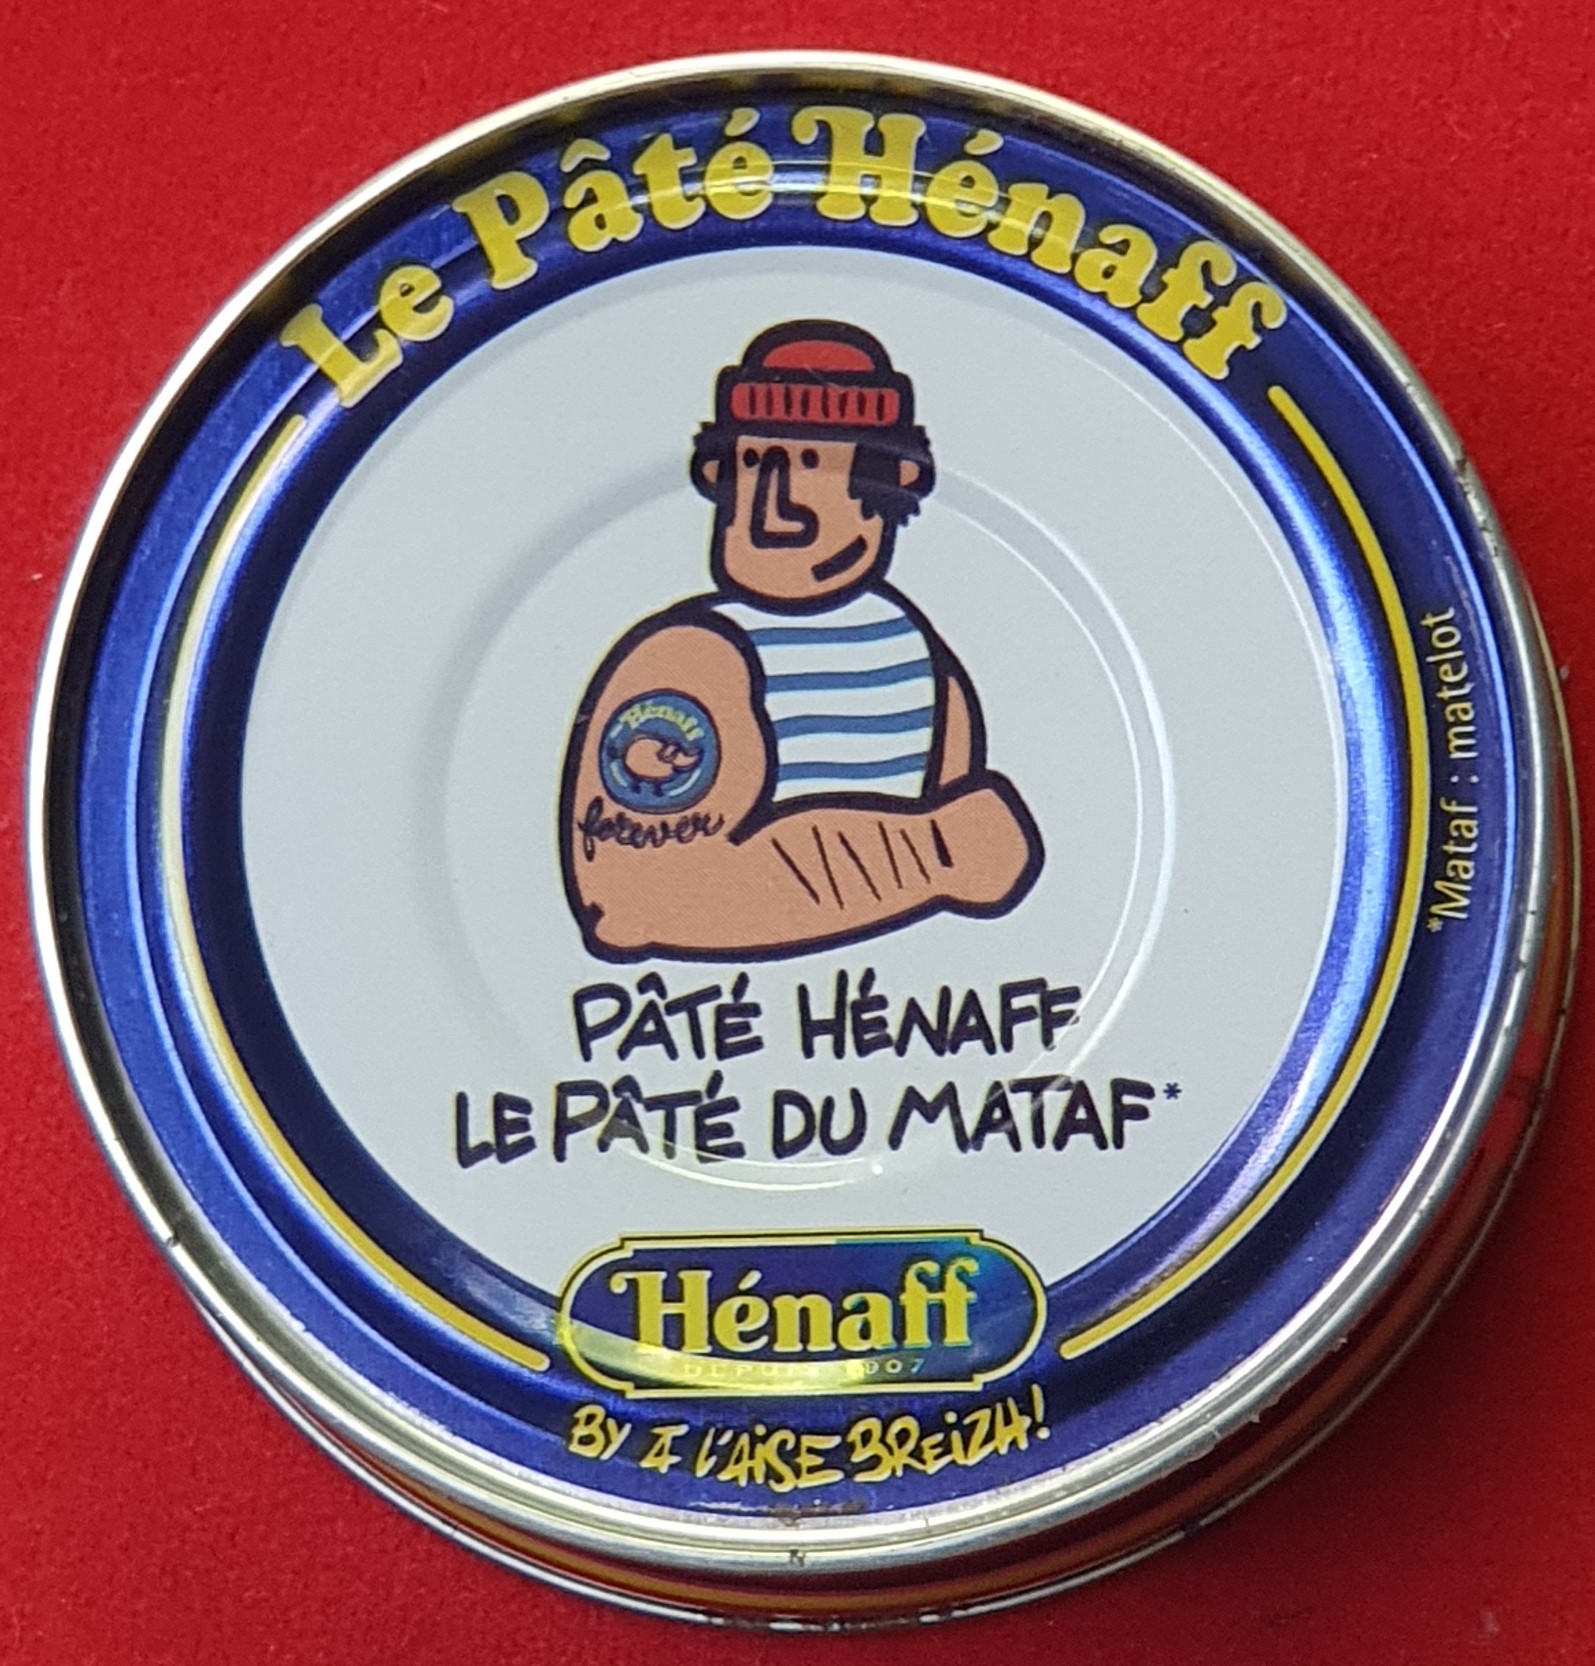 Le Pâté Hénaff
Hénaff
forever
PÂTÉ HÉNAFF
LE PÂTÉ DU MATAF*
*Mataf : matelot
Hénaff
DEPUIS 1907
BY A L'AISE BREIZH!